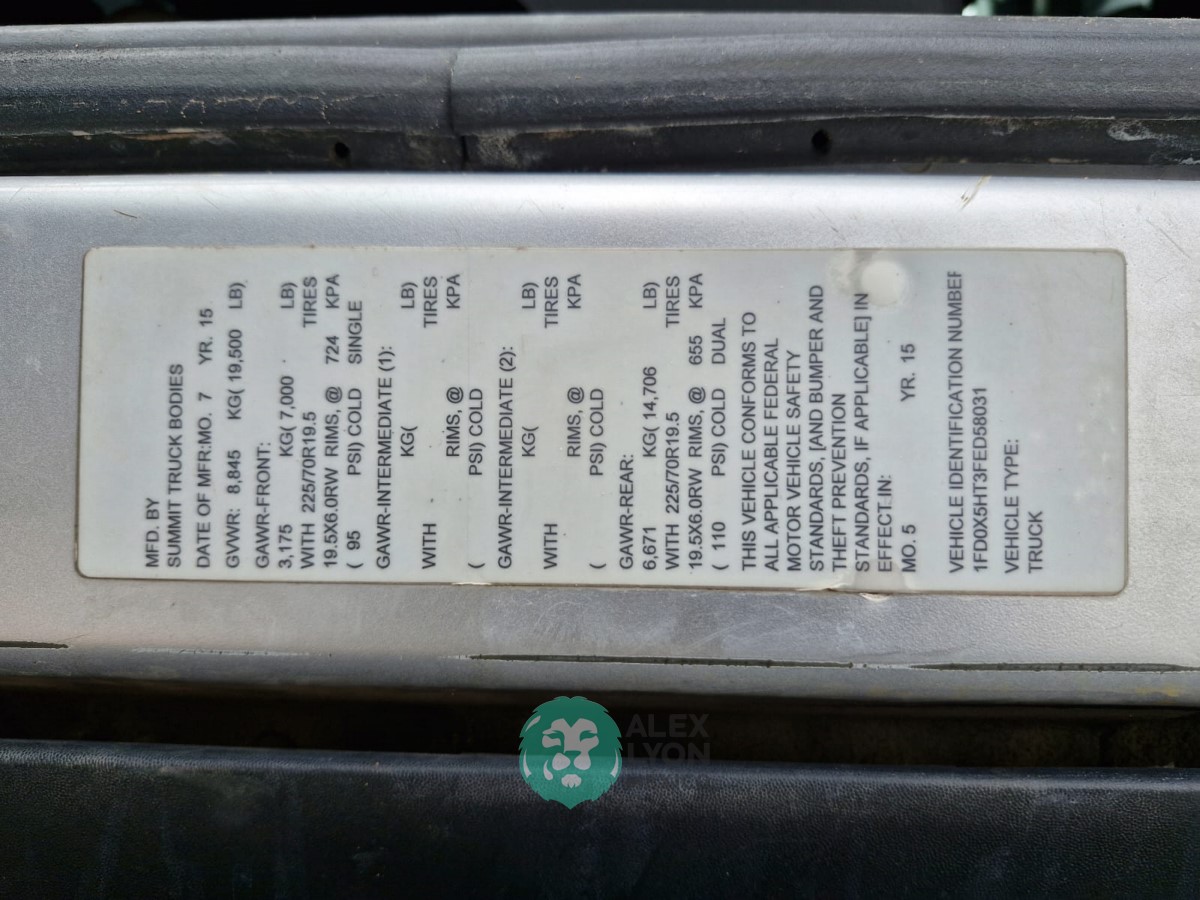 MFD. BY
SUMMIT TRUCK BODIES
DATE OF MFR:MO. 7 YR. 15
GVWR: 8,845 KG( 19,500 LB)
GAWR-FRONT:
3,175 KG( 7,000 LB)
WITH 225/70R19.5 TIRES
19.5X6.0RW RIMS, @ 724 KPA
( 95 PSI) COLD SINGLE
GAWR-INTERMEDIATE (1):
KG( LB)
WITH TIRES
RIMS, @ KPA
( PSI) COLD
GAWR-INTERMEDIATE (2):
KG( LB)
WITH TIRES
RIMS, @ KPA
( PSI) COLD
GAWR-REAR:
6,671 KG( 14,706 LB)
WITH 225/70R19.5 TIRES
19.5X6.0RW RIMS, @ 655 KPA
( 110 PSI) COLD DUAL
THIS VEHICLE CONFORMS TO
ALL APPLICABLE FEDERAL
MOTOR VEHICLE SAFETY
STANDARDS, [AND BUMPER AND
THEFT PREVENTION
STANDARDS, IF APPLICABLE] IN
EFFECT IN:
MO. 5 YR. 15
VEHICLE IDENTIFICATION NUMBER
1FD0X5HT3FED58031
VEHICLE TYPE:
TRUCK
ALEX
LYON